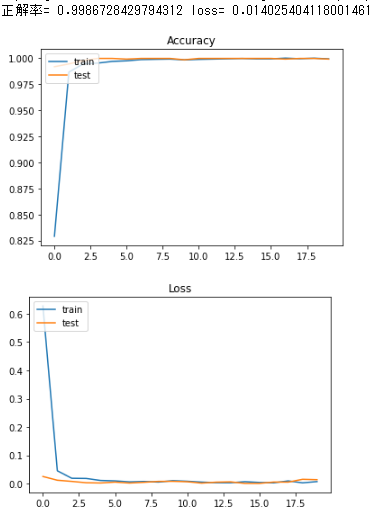 正解率= 0.9986728429794312 loss= 0.014025404118001461
Accuracy
train
test
1.000
0.975
0.950
0.925
0.900
0.875
0.850
0.825
0.0 2.5 5.0 7.5 10.0 12.5 15.0 17.5
Loss
train
test
0.6
0.5
0.4
0.3
0.2
0.1
0.0
0.0 2.5 5.0 7.5 10.0 12.5 15.0 17.5